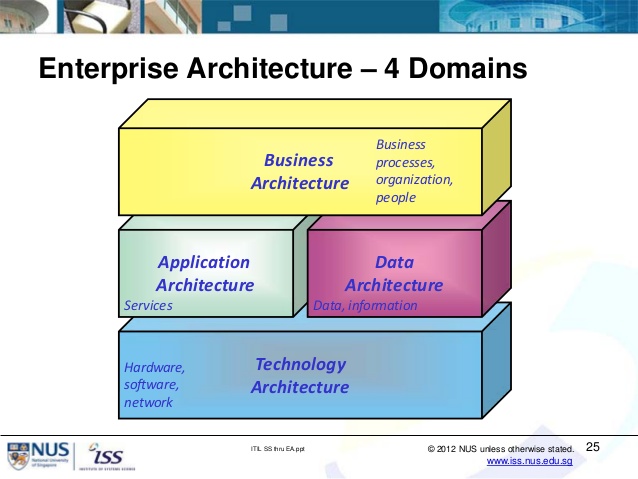 Enterprise Architecture – 4 Domains
Business
Architecture
Business
processes,
organization,
people
Application
Architecture
Services
Data
Architecture
Data, information
Technology
Architecture
Hardware,
software,
network
NUS
National University
of Singapore
iss
INSTITUTE OF SYSTEMS SCIENCE
ITIL SS thru EA.ppt
© 2012 NUS unless otherwise stated.
www.iss.nus.edu.sg
25